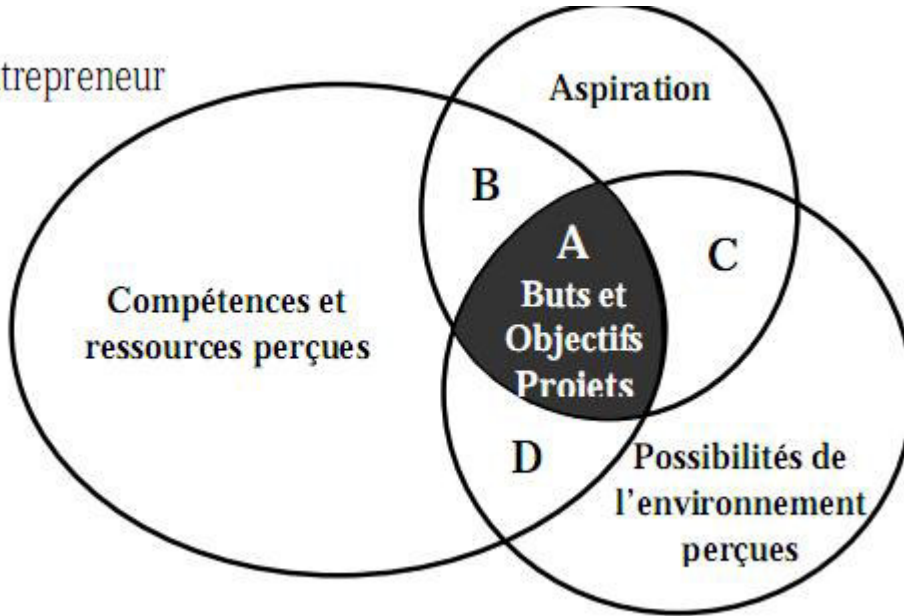 trepreneur
Aspiration
B
A
C
Compétences et
ressources perçues
Buts et
Objectifs
Projets
D
Possibilités de
l'environnement
perçues